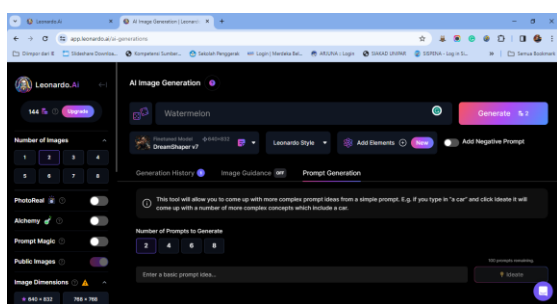 Leonardo.Ai
AI Image Generation | Leonard
app.leonardo.ai/ai-generations
Diimpor dari E
Slideshare Downloa...
Kompetensi Sumber...
Sekolah Penggerak
Login | Merdeka Bel...
ARJUNA - Login
SIAKAD UNIPAR
SISPENA - Log in S...
Semua Bookmark
Leonardo.Ai
AI Image Generation
144
Upgrade
Watermelon
Generate 3
Finetuned Model 640×832
DreamShaper v7
Leonardo Style
Add Elements
New
Add Negative Prompt
Number of Images
1 2 3 4
5 6 7 8
Generation History
Image Guidance OFF
Prompt Generation
PhotoReal
Alchemy
Prompt Magic
Public Images
Image Dimensions
640 × 832
768 × 768
This tool will allow you to come up with more complex prompt ideas from a simple prompt. E.g. if you type in "a car" and click Ideate it will
come up with a number of more complex concepts which include a car.
Number of Prompts to Generate
2 4 6 8
prompts remaining.
Enter a basic prompt idea...
Ideate